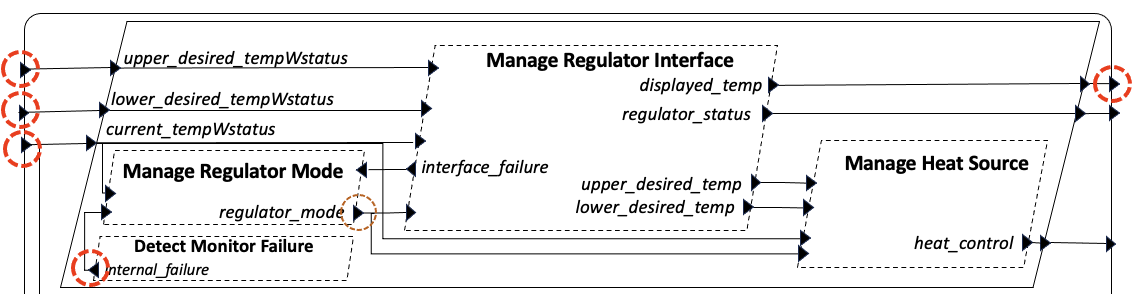 upper_desired_tempWstatus
Manage Regulator Interface
displayed_temp
lower_desired_tempWstatus
regulator_status
current_tempWstatus
Manage Regulator Mode
interface_failure
Manage Heat Source
upper_desired_temp
regulator_mode
lower_desired_temp
Detect Monitor Failure
heat_control
internal_failure